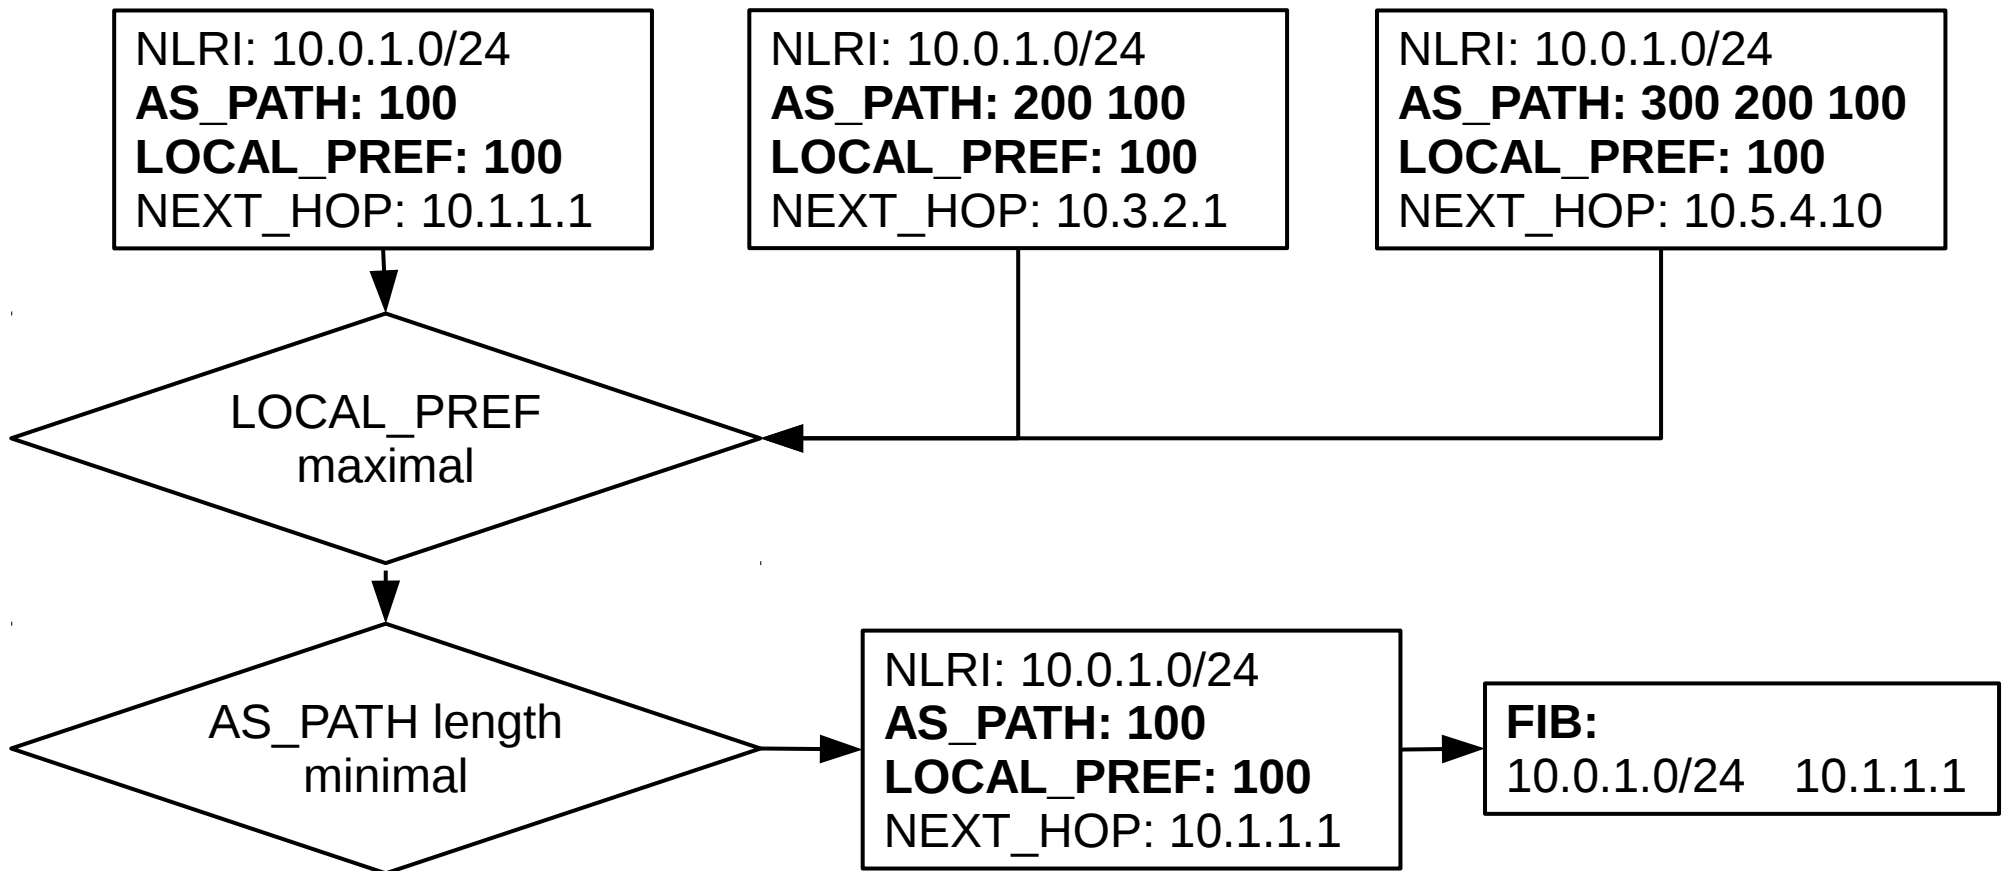 NLRI: 10.0.1.0/24
AS_PATH: 100
LOCAL_PREF: 100
NEXT_HOP: 10.1.1.1
NLRI: 10.0.1.0/24
AS_PATH: 200 100
LOCAL_PREF: 100
NEXT_HOP: 10.3.2.1
NLRI: 10.0.1.0/24
AS_PATH: 300 200 100
LOCAL_PREF: 100
NEXT_HOP: 10.5.4.10
LOCAL_PREF
maximal
AS_PATH length
minimal
NLRI: 10.0.1.0/24
AS_PATH: 100
LOCAL_PREF: 100
NEXT_HOP: 10.1.1.1
FIB:
10.0.1.0/24 10.1.1.1